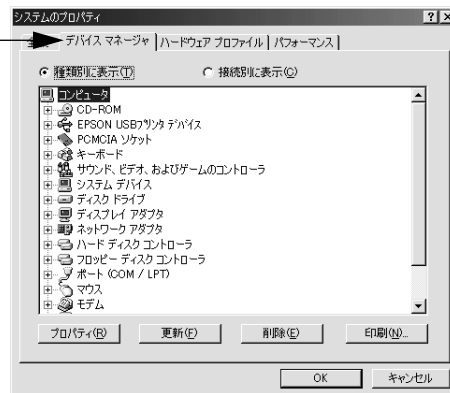 システムのプロパティ
全 デバイス マネージャ ハードウェア プロファイル パフォーマンス
種類別に表示(T) 接続別に表示(C)
コンピュータ
CD-ROM
EPSON USBプリンタ デバイス
PCMCIA ソケット
キーボード
サウンド、ビデオ、およびゲームのコントローラ
システム デバイス
ディスク ドライブ
ディスプレイ アダプタ
ネットワーク アダプタ
ハード ディスク コントローラ
フロッピー ディスク コントローラ
ポート (COM / LPT)
マウス
モデム
プロパティ(R) 更新(F) 削除(E) 印刷(N)...
OK キャンセル